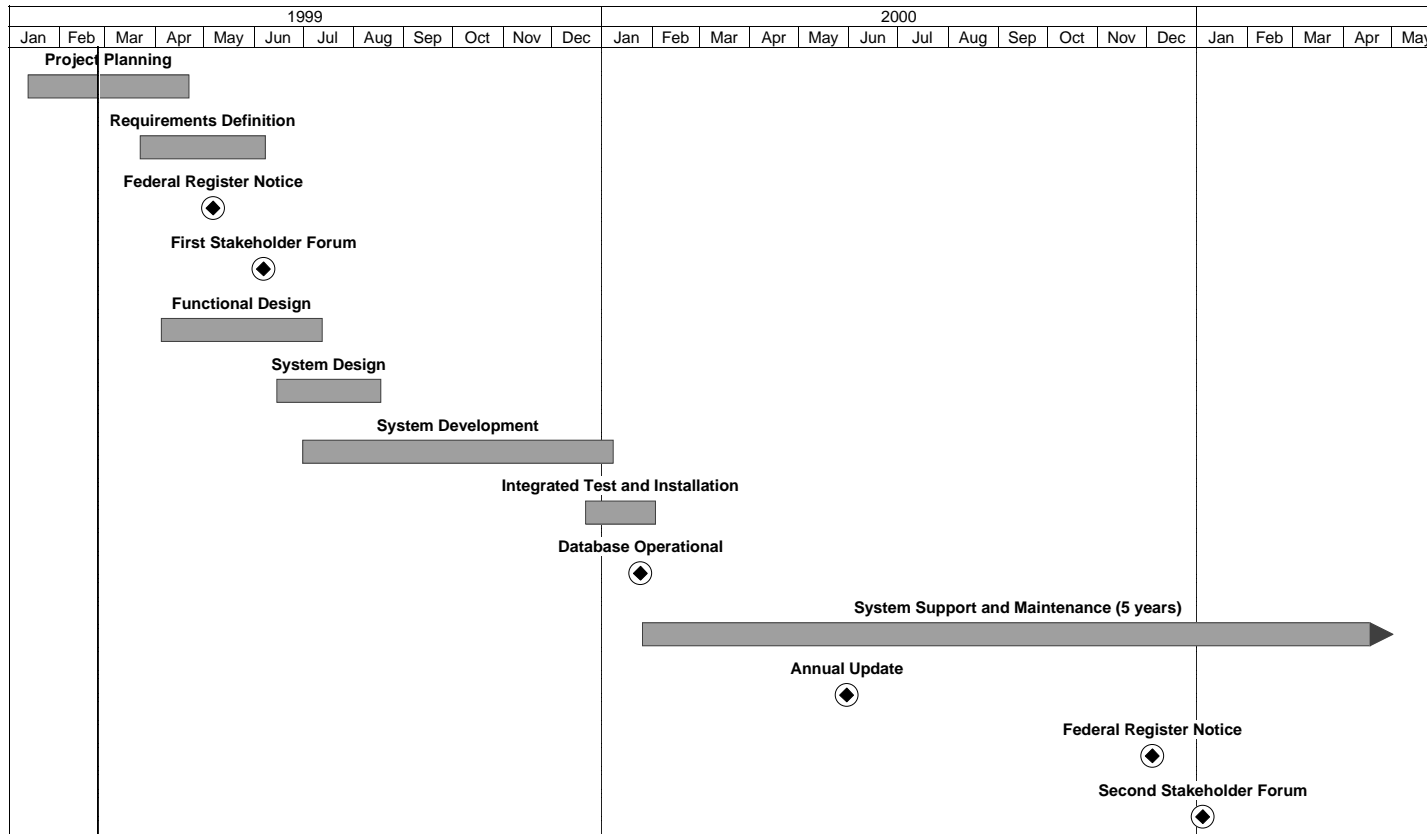 1999 2000
Jan Feb Mar Apr May Jun Jul Aug Sep Oct Nov Dec Jan Feb Mar Apr May Jun Jul Aug Sep Oct Nov Dec Jan Feb Mar Apr May
Project Planning
Requirements Definition
Federal Register Notice
First Stakeholder Forum
Functional Design
System Design
System Development
Integrated Test and Installation
Database Operational
System Support and Maintenance (5 years)
Annual Update
Federal Register Notice
Second Stakeholder Forum